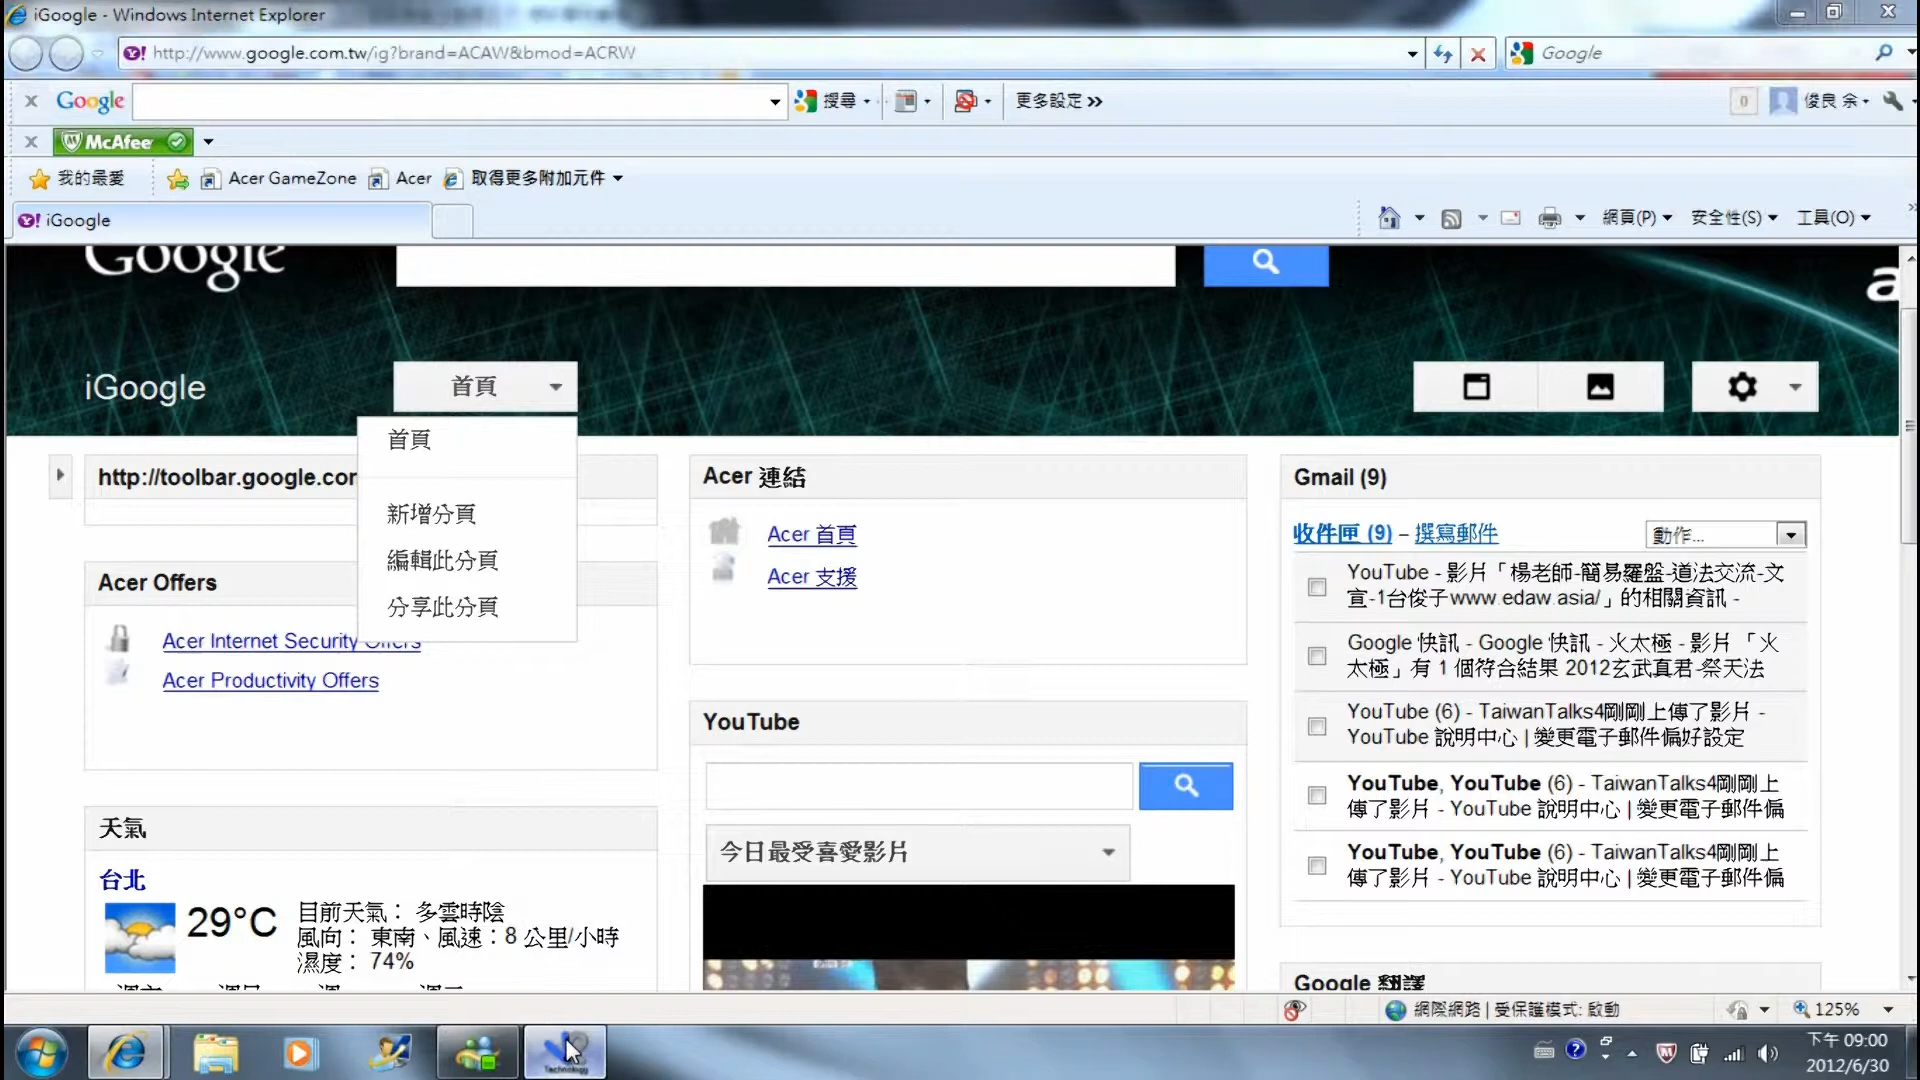 iGoogle - Windows Internet Explorer
http://www.google.com.tw/ig?brand=ACAW&bmod=ACRW
Google
Google
搜尋
更多設定 »
0
俊良 余
McAfee
我的最愛
Acer GameZone
Acer
取得更多附加元件
iGoogle
網頁(P)
安全性(S)
工具(O)
Google
a
iGoogle
首頁
首頁
新增分頁
編輯此分頁
分享此分頁
http://toolbar.google.com
Acer Offers
Acer Internet Security Offers
Acer Productivity Offers
天氣
台北
29°C
目前天氣： 多雲時陰
風向： 東南、風速：8 公里/小時
濕度： 74%
Acer 連結
Acer 首頁
Acer 支援
YouTube
今日最受喜愛影片
Gmail (9)
收件匣 (9) – 撰寫郵件
動作...
YouTube - 影片「楊老師-簡易羅盤-道法交流-文
宣-1台俊子www.edaw.asia/」的相關資訊 -
Google 快訊 - Google 快訊 - 火太極 - 影片 「火
太極」有 1 個符合結果 2012玄武真君-祭天法
YouTube (6) - TaiwanTalks4剛剛上傳了影片 -
YouTube 說明中心 | 變更電子郵件偏好設定
YouTube, YouTube (6) - TaiwanTalks4剛剛上
傳了影片 - YouTube 說明中心 | 變更電子郵件偏
YouTube, YouTube (6) - TaiwanTalks4剛剛上
傳了影片 - YouTube 說明中心 | 變更電子郵件偏
Google 翻譯
網際網路 | 受保護模式: 啟動
125%
Technology
下午 09:00
2012/6/30